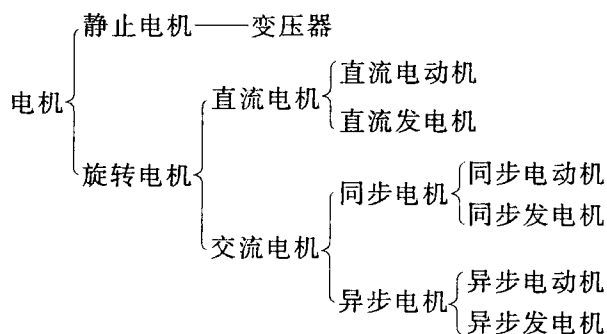 静止电机——变压器
电机
直流电动机
直流电机
直流发电机
旋转电机
同步电动机
同步电机
同步发电机
交流电机
异步电动机
异步电机
异步发电机